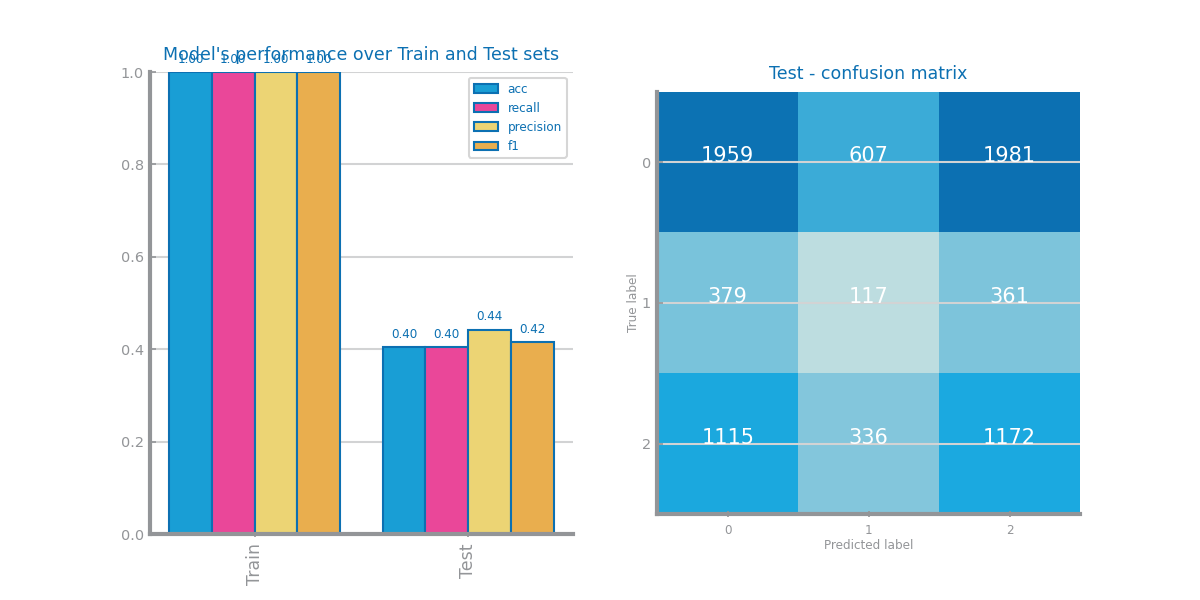 Model's performance over Train and Test sets
1.00 1.00 1.00 1.00
1.0
0.8
0.6
0.4
0.2
0.0
acc
recall
precision
f1
0.40 0.40 0.44 0.42
Train Test
Test - confusion matrix
True label
0 1959 607 1981
1 379 117 361
2 1115 336 1172
0 1 2
Predicted label